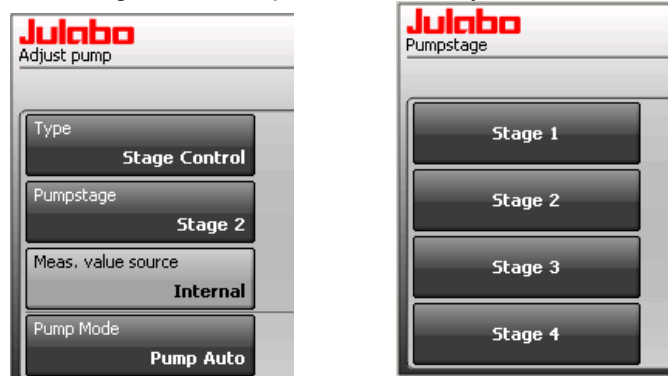 Julabo
Adjust pump
Type
Stage Control
Pumpstage
Stage 2
Meas. value source
Internal
Pump Mode
Pump Auto
Julabo
Pumpstage
Stage 1
Stage 2
Stage 3
Stage 4